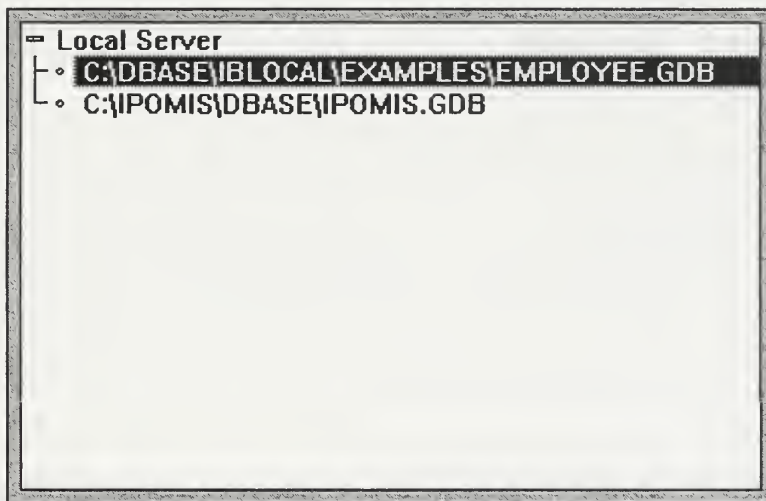 Local Server
C:\DBASE\IBLOCAL\EXAMPLES\EMPLOYEE.GDB
C:\IPOMIS\DBASE\IPOMIS.GDB